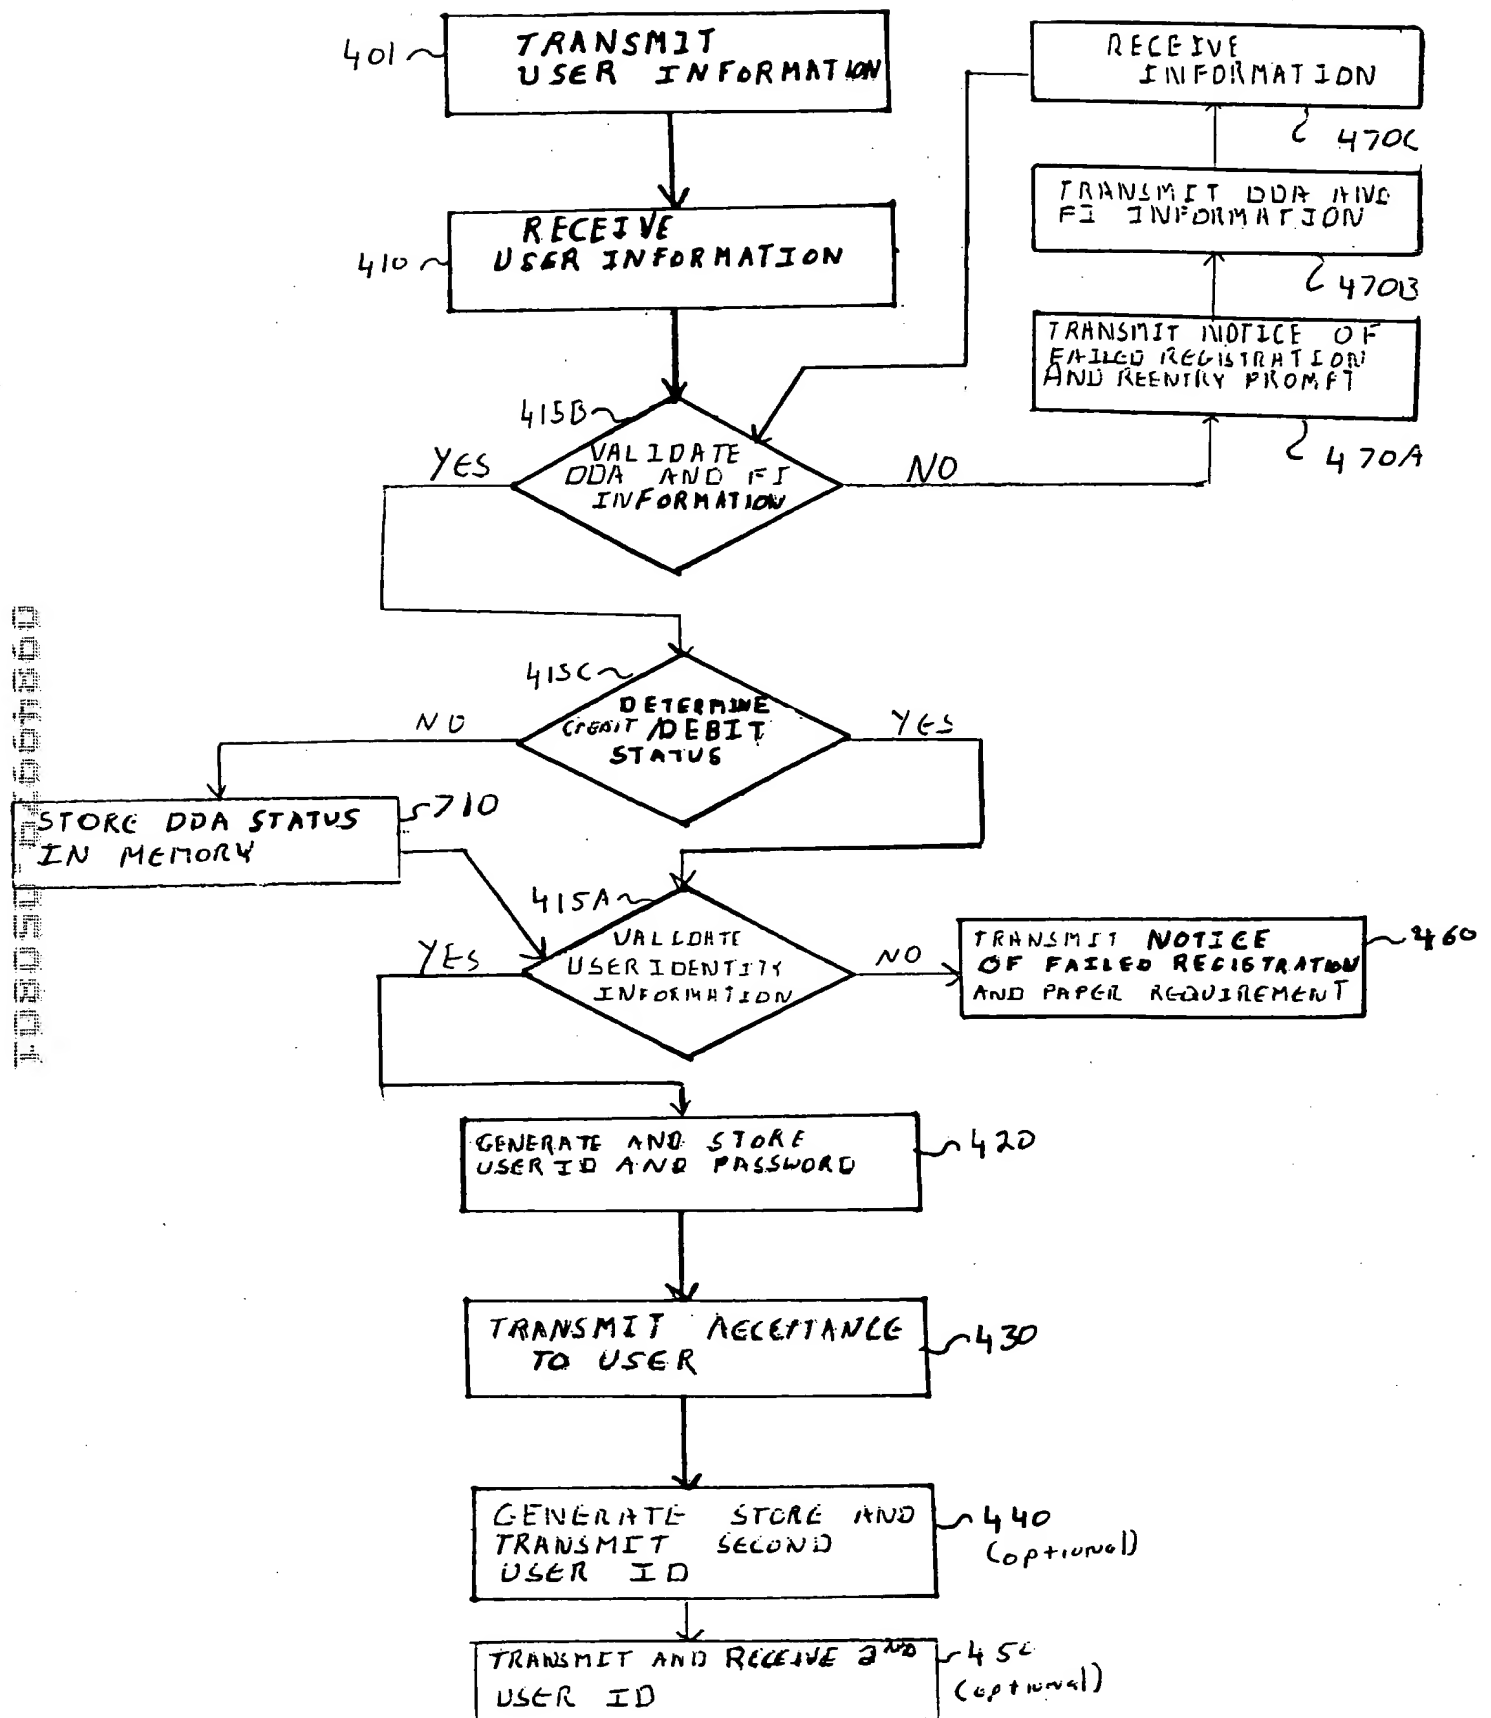 401
TRANSMIT
USER INFORMATION
RECEIVE
INFORMATION
470C
TRANSMIT DDA AND
FI INFORMATION
470B
TRANSMIT NOTICE OF
FAILED REGISTRATION
AND REENTRY PROMPT
470A
410
RECEIVE
USER INFORMATION
415B
YES
VALIDATE
DDA AND FI
INFORMATION
NO
415C
NO
DETERMINE
CREDIT/DEBIT
STATUS
YES
710
STORE DDA STATUS
IN MEMORY
415A
YES
VALIDATE
USER IDENTITY
INFORMATION
NO
TRANSMIT NOTICE
OF FAILED REGISTRATION
AND PAPER REQUIREMENT
460
GENERATE AND STORE
USER ID AND PASSWORD
420
TRANSMIT ACCEPTANCE
TO USER
430
GENERATE STORE AND
TRANSMIT SECOND
USER ID
440
(optional)
TRANSMIT AND RECEIVE 2ND
USER ID
(optional)